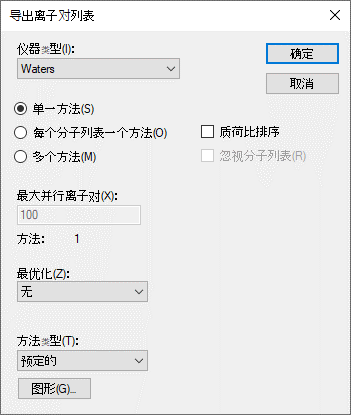 导出离子对列表
仪器类型(I):
Waters
确定
取消
单一方法(S)
每个分子列表一个方法(O)
多个方法(M)
质荷比排序
忽视分子列表(R)
最大并行离子对(X):
100
方法: 1
最优化(Z):
无
方法类型(T):
预定的
图形(G)...